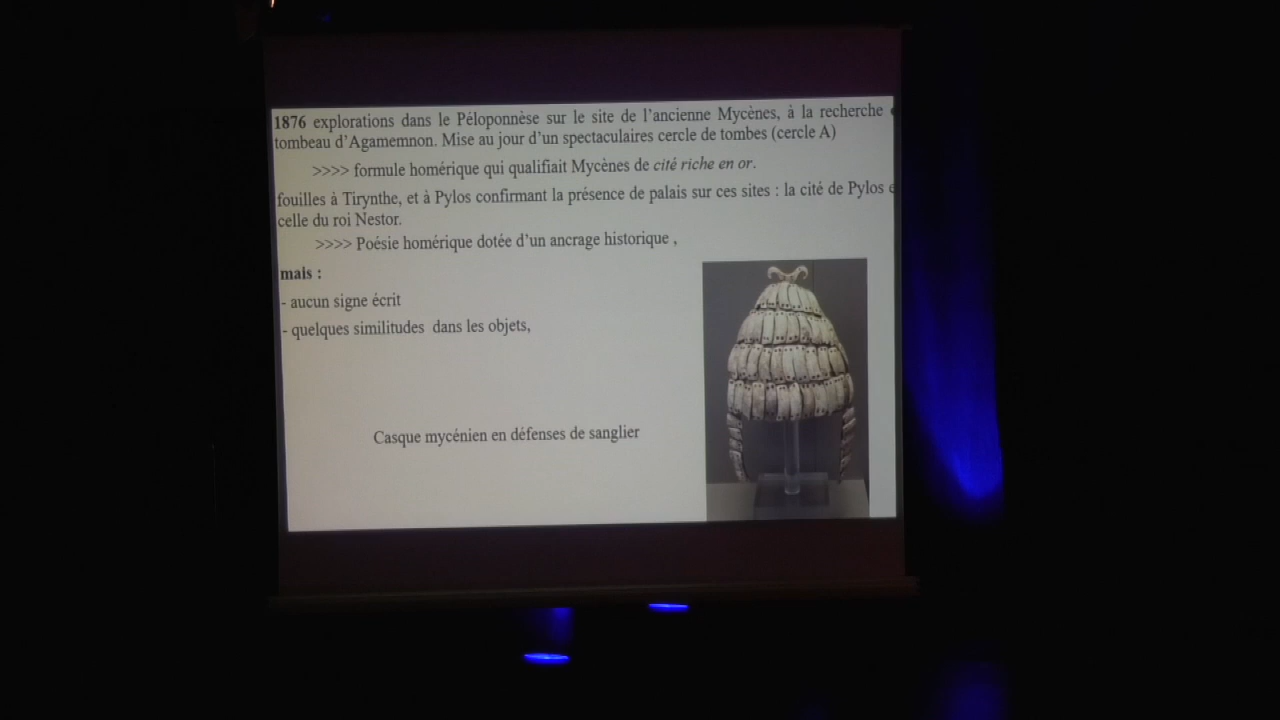 1876 explorations dans le Péloponnèse sur le site de l'ancienne Mycènes, à la recherche
tombeau d'Agamemnon. Mise au jour d'un spectaculaires cercle de tombes (cercle A)
>>>> formule homérique qui qualifiait Mycènes de cité riche en or.
fouilles à Tirynthe, et à Pylos confirmant la présence de palais sur ces sites : la cité de Pylos
celle du roi Nestor.
>>>> Poésie homérique dotée d'un ancrage historique ,
mais :
- aucun signe écrit
- quelques similitudes dans les objets,
Casque mycénien en défenses de sanglier